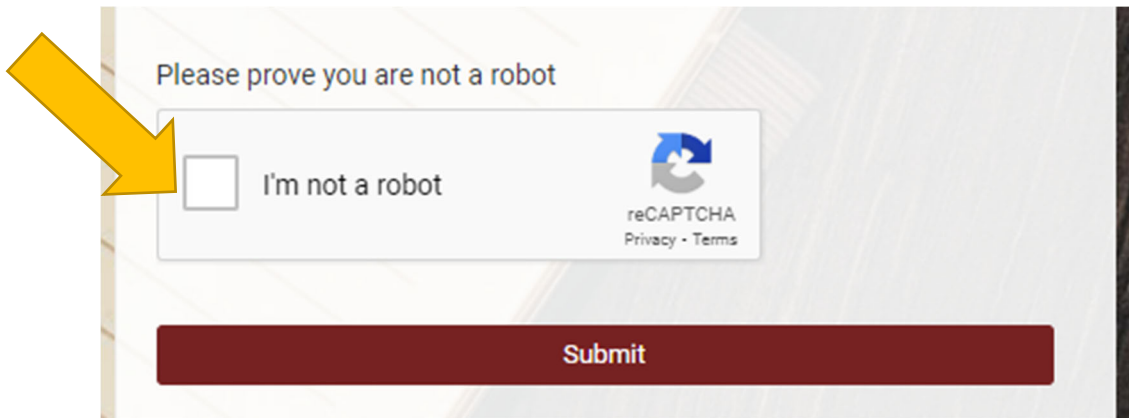 Please prove you are not a robot
I'm not a robot
reCAPTCHA
Privacy - Terms
Submit